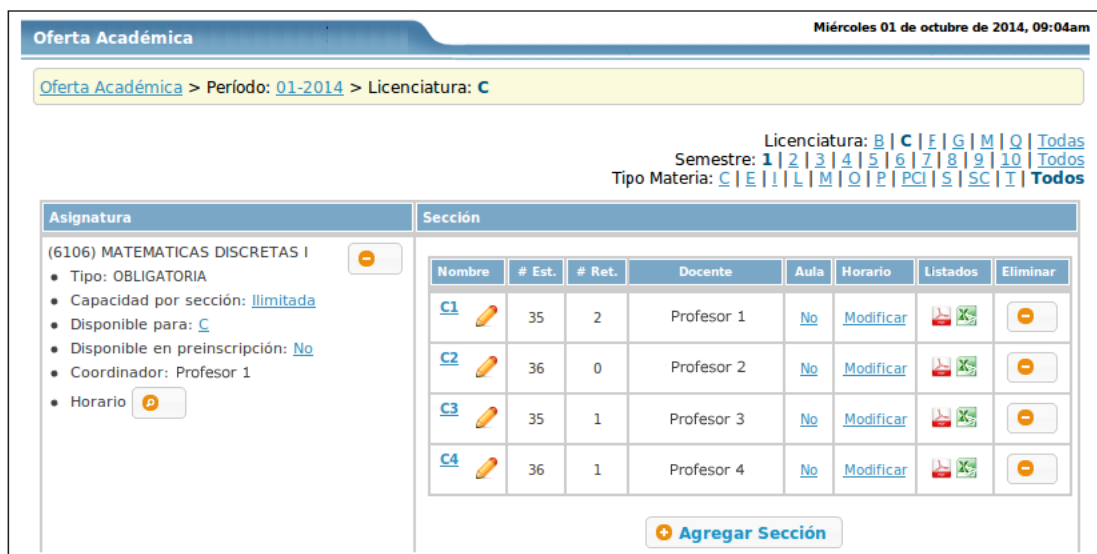 Oferta Académica
Miércoles 01 de octubre de 2014, 09:04am
Oferta Académica > Período: 01-2014 > Licenciatura: C
Licenciatura: B | C | F | G | M | Q | Todas
Semestre: 1 | 2 | 3 | 4 | 5 | 6 | 7 | 8 | 9 | 10 | Todos
Tipo Materia: C | E | I | L | M | O | P | PCI | S | SC | T | Todos
Asignatura
Sección
(6106) MATEMATICAS DISCRETAS I
• Tipo: OBLIGATORIA
• Capacidad por sección: Ilimitada
• Disponible para: C
• Disponible en preinscripción: No
• Coordinador: Profesor 1
• Horario
Nombre # Est. # Ret. Docente Aula Horario Listados Eliminar
C1 35 2 Profesor 1 No Modificar
C2 36 0 Profesor 2 No Modificar
C3 35 1 Profesor 3 No Modificar
C4 36 1 Profesor 4 No Modificar
Agregar Sección